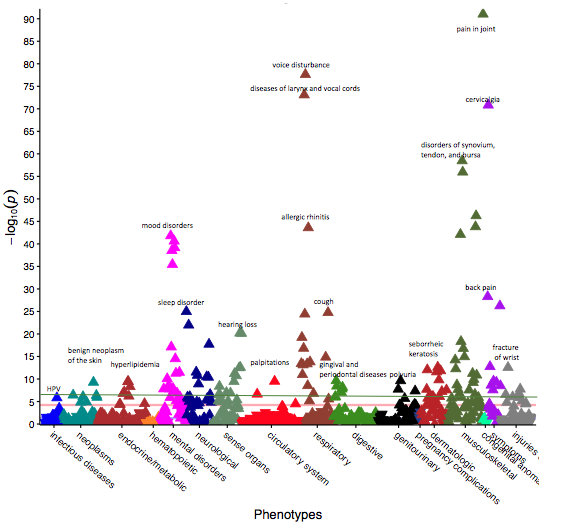 90
85
80
75
70
65
60
55
50
45
40
35
30
25
20
15
10
5
0
−log10(p)
pain in joint
voice disturbance
diseases of larynx and vocal cords
cervicalgia
disorders of synovium,
tendon, and bursa
allergic rhinitis
mood disorders
back pain
sleep disorder
cough
hearing loss
benign neoplasm
of the skin
hyperlipidemia
palpitations
gingival and
periodontal diseases
polyuria
seborrheic
keratosis
fracture
of wrist
HPV
infectious diseases
neoplasms
endocrine/metabolic
hematopoietic
mental disorders
neurological
sense organs
circulatory system
respiratory
digestive
genitourinary
pregnancy complications
dermatologic
musculoskeletal
congenital anoma
symptoms
injuries
Phenotypes